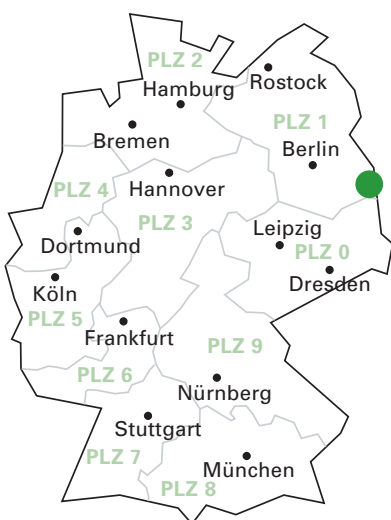 PLZ 2
Rostock
Hamburg
PLZ 1
Bremen
Berlin
PLZ 4
Hannover
PLZ 3
Leipzig
Dortmund
PLZ 0
Dresden
Köln
PLZ 5
Frankfurt
PLZ 9
PLZ 6
Nürnberg
Stuttgart
PLZ 7
München
PLZ 8